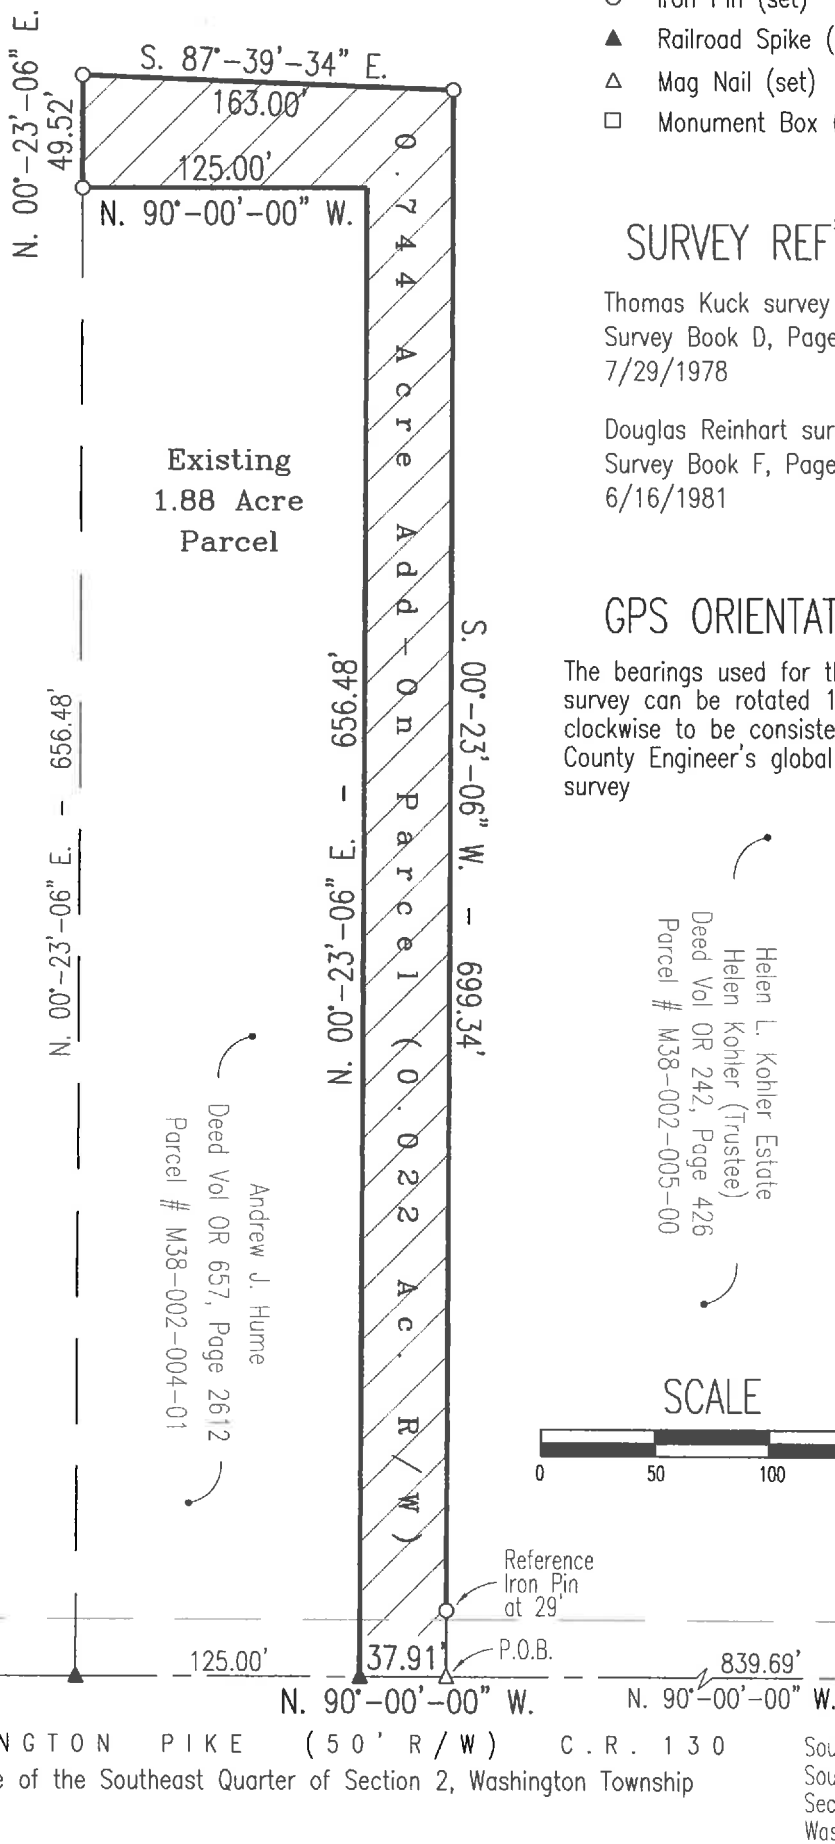 Iron Pin (set)
Railroad Spike (
Mag Nail (set)
Monument Box
S. 87°-39'-34" E.
163.00'
N. 00°-23'-06" E.
49.52'
125.00'
N. 90°-00'-00" W.
SURVEY REF
Thomas Kuck survey
Survey Book D, Page
7/29/1978
Douglas Reinhart sur
Survey Book F, Page
6/16/1981
Existing
1.88 Acre
Parcel
0.744 Acre Add-On Parcel (0.022 Ac. R/W)
GPS ORIENTAT
The bearings used for th
survey can be rotated 1
clockwise to be consiste
County Engineer's global
survey
N. 00°-23'-06" E. - 656.48'
N. 00°-23'-06" E. - 656.48'
S. 00°-23'-06" W. - 699.34'
Helen L. Kohler Estate
Helen Kohler (Trustee)
Deed Vol OR 242, Page 426
Parcel # M38-002-005-00
Andrew J. Hume
Deed Vol OR 657, Page 2612
Parcel # M38-002-004-01
SCALE
0 50 100
Reference
Iron Pin
at 29'
P.O.B.
125.00'
37.91'
839.69'
N. 90°-00'-00" W.
N. 90°-00'-00" W.
NGTON PIKE (50' R/W) C.R. 130
e of the Southeast Quarter of Section 2, Washington Township
Sou
Sou
Sec
Was